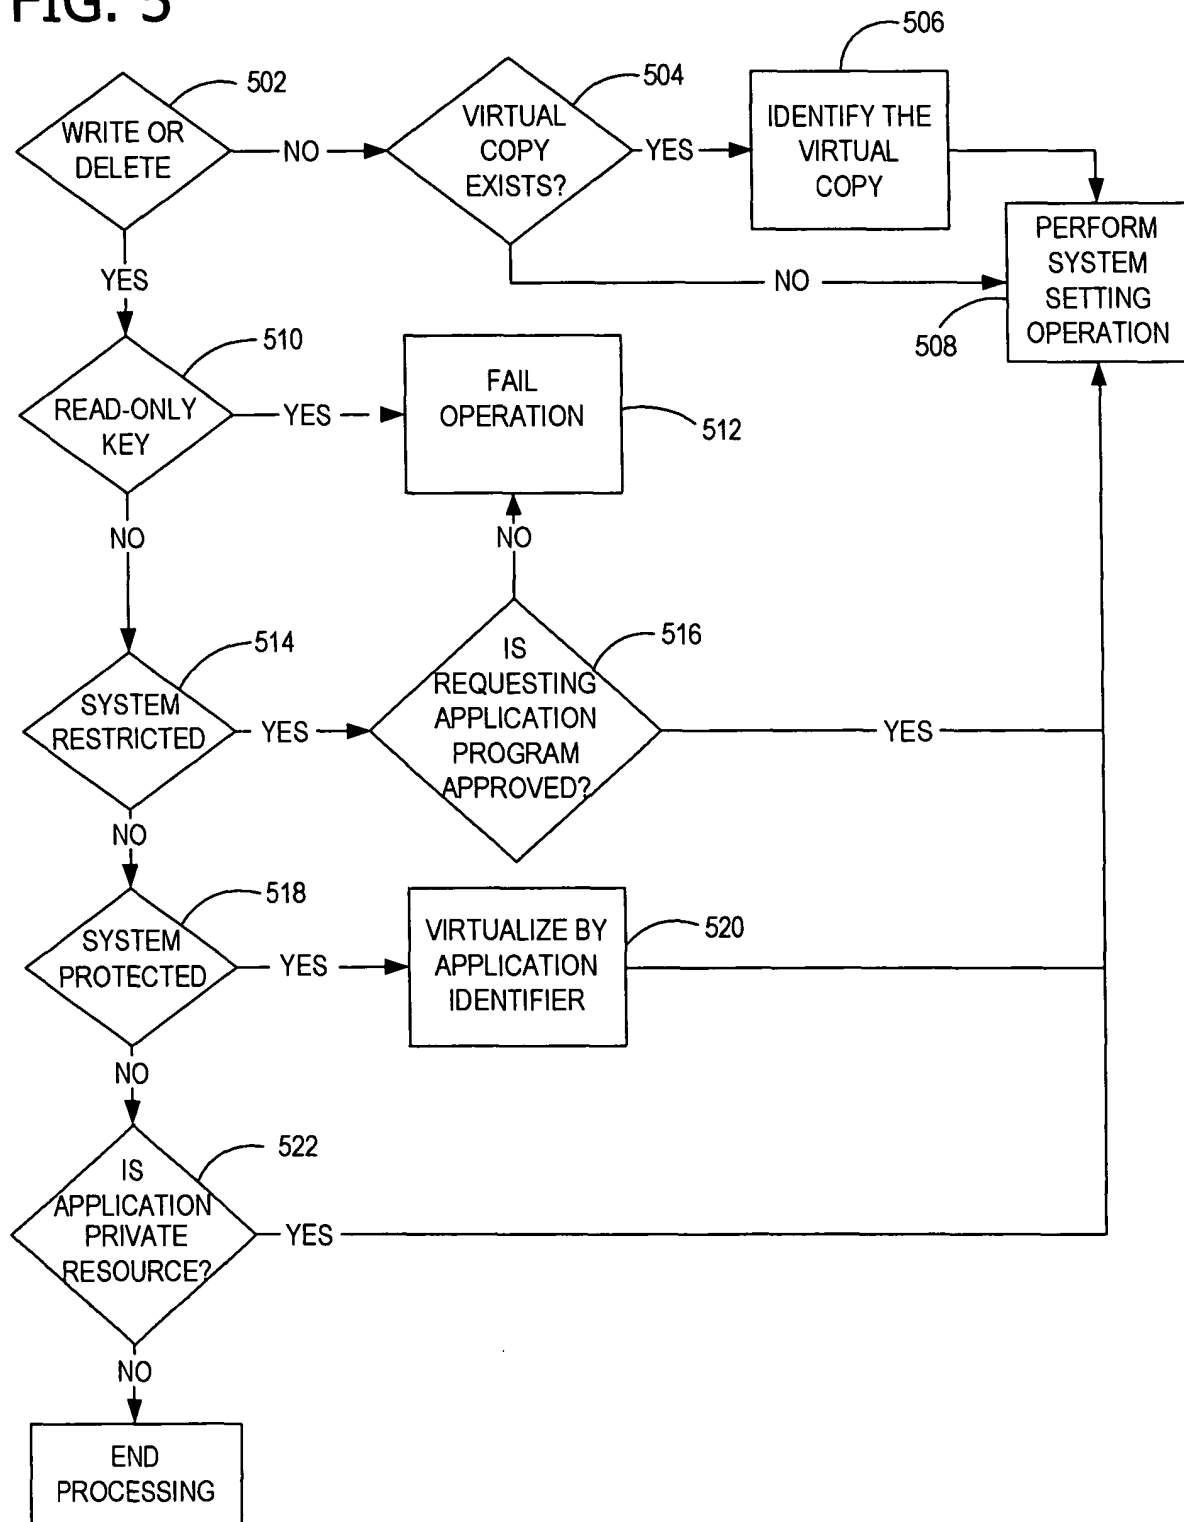 FIG. 5
502
WRITE OR
DELETE
NO
504
VIRTUAL
COPY
EXISTS?
YES
506
IDENTIFY THE
VIRTUAL
COPY
NO
508
PERFORM
SYSTEM
SETTING
OPERATION
YES
510
READ-ONLY
KEY
YES
FAIL
OPERATION
512
NO
NO
514
SYSTEM
RESTRICTED
YES
516
IS
REQUESTING
APPLICATION
PROGRAM
APPROVED?
YES
NO
518
SYSTEM
PROTECTED
YES
VIRTUALIZE BY
APPLICATION
IDENTIFIER
520
NO
522
IS
APPLICATION
PRIVATE
RESOURCE?
YES
NO
END
PROCESSING